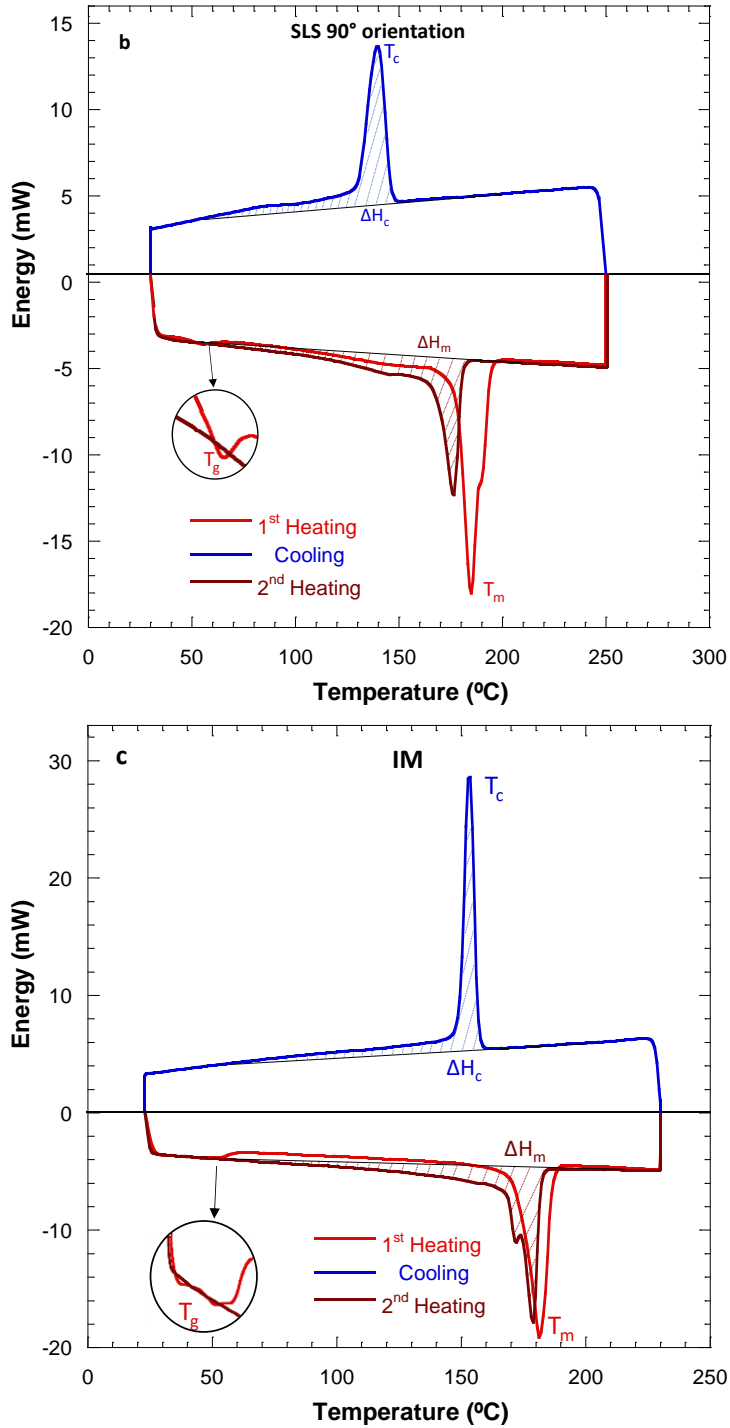 b
SLS 90° orientation
15
10
5
0
-5
-10
-15
-20
Energy (mW)
Tc
ΔHc
ΔHm
Tg
Tm
1st Heating
Cooling
2nd Heating
0 50 100 150 200 250 300
Temperature (ºC)
c
IM
30
20
10
0
-10
-20
Energy (mW)
Tc
ΔHc
ΔHm
Tg
Tm
1st Heating
Cooling
2nd Heating
0 50 100 150 200 250
Temperature (ºC)